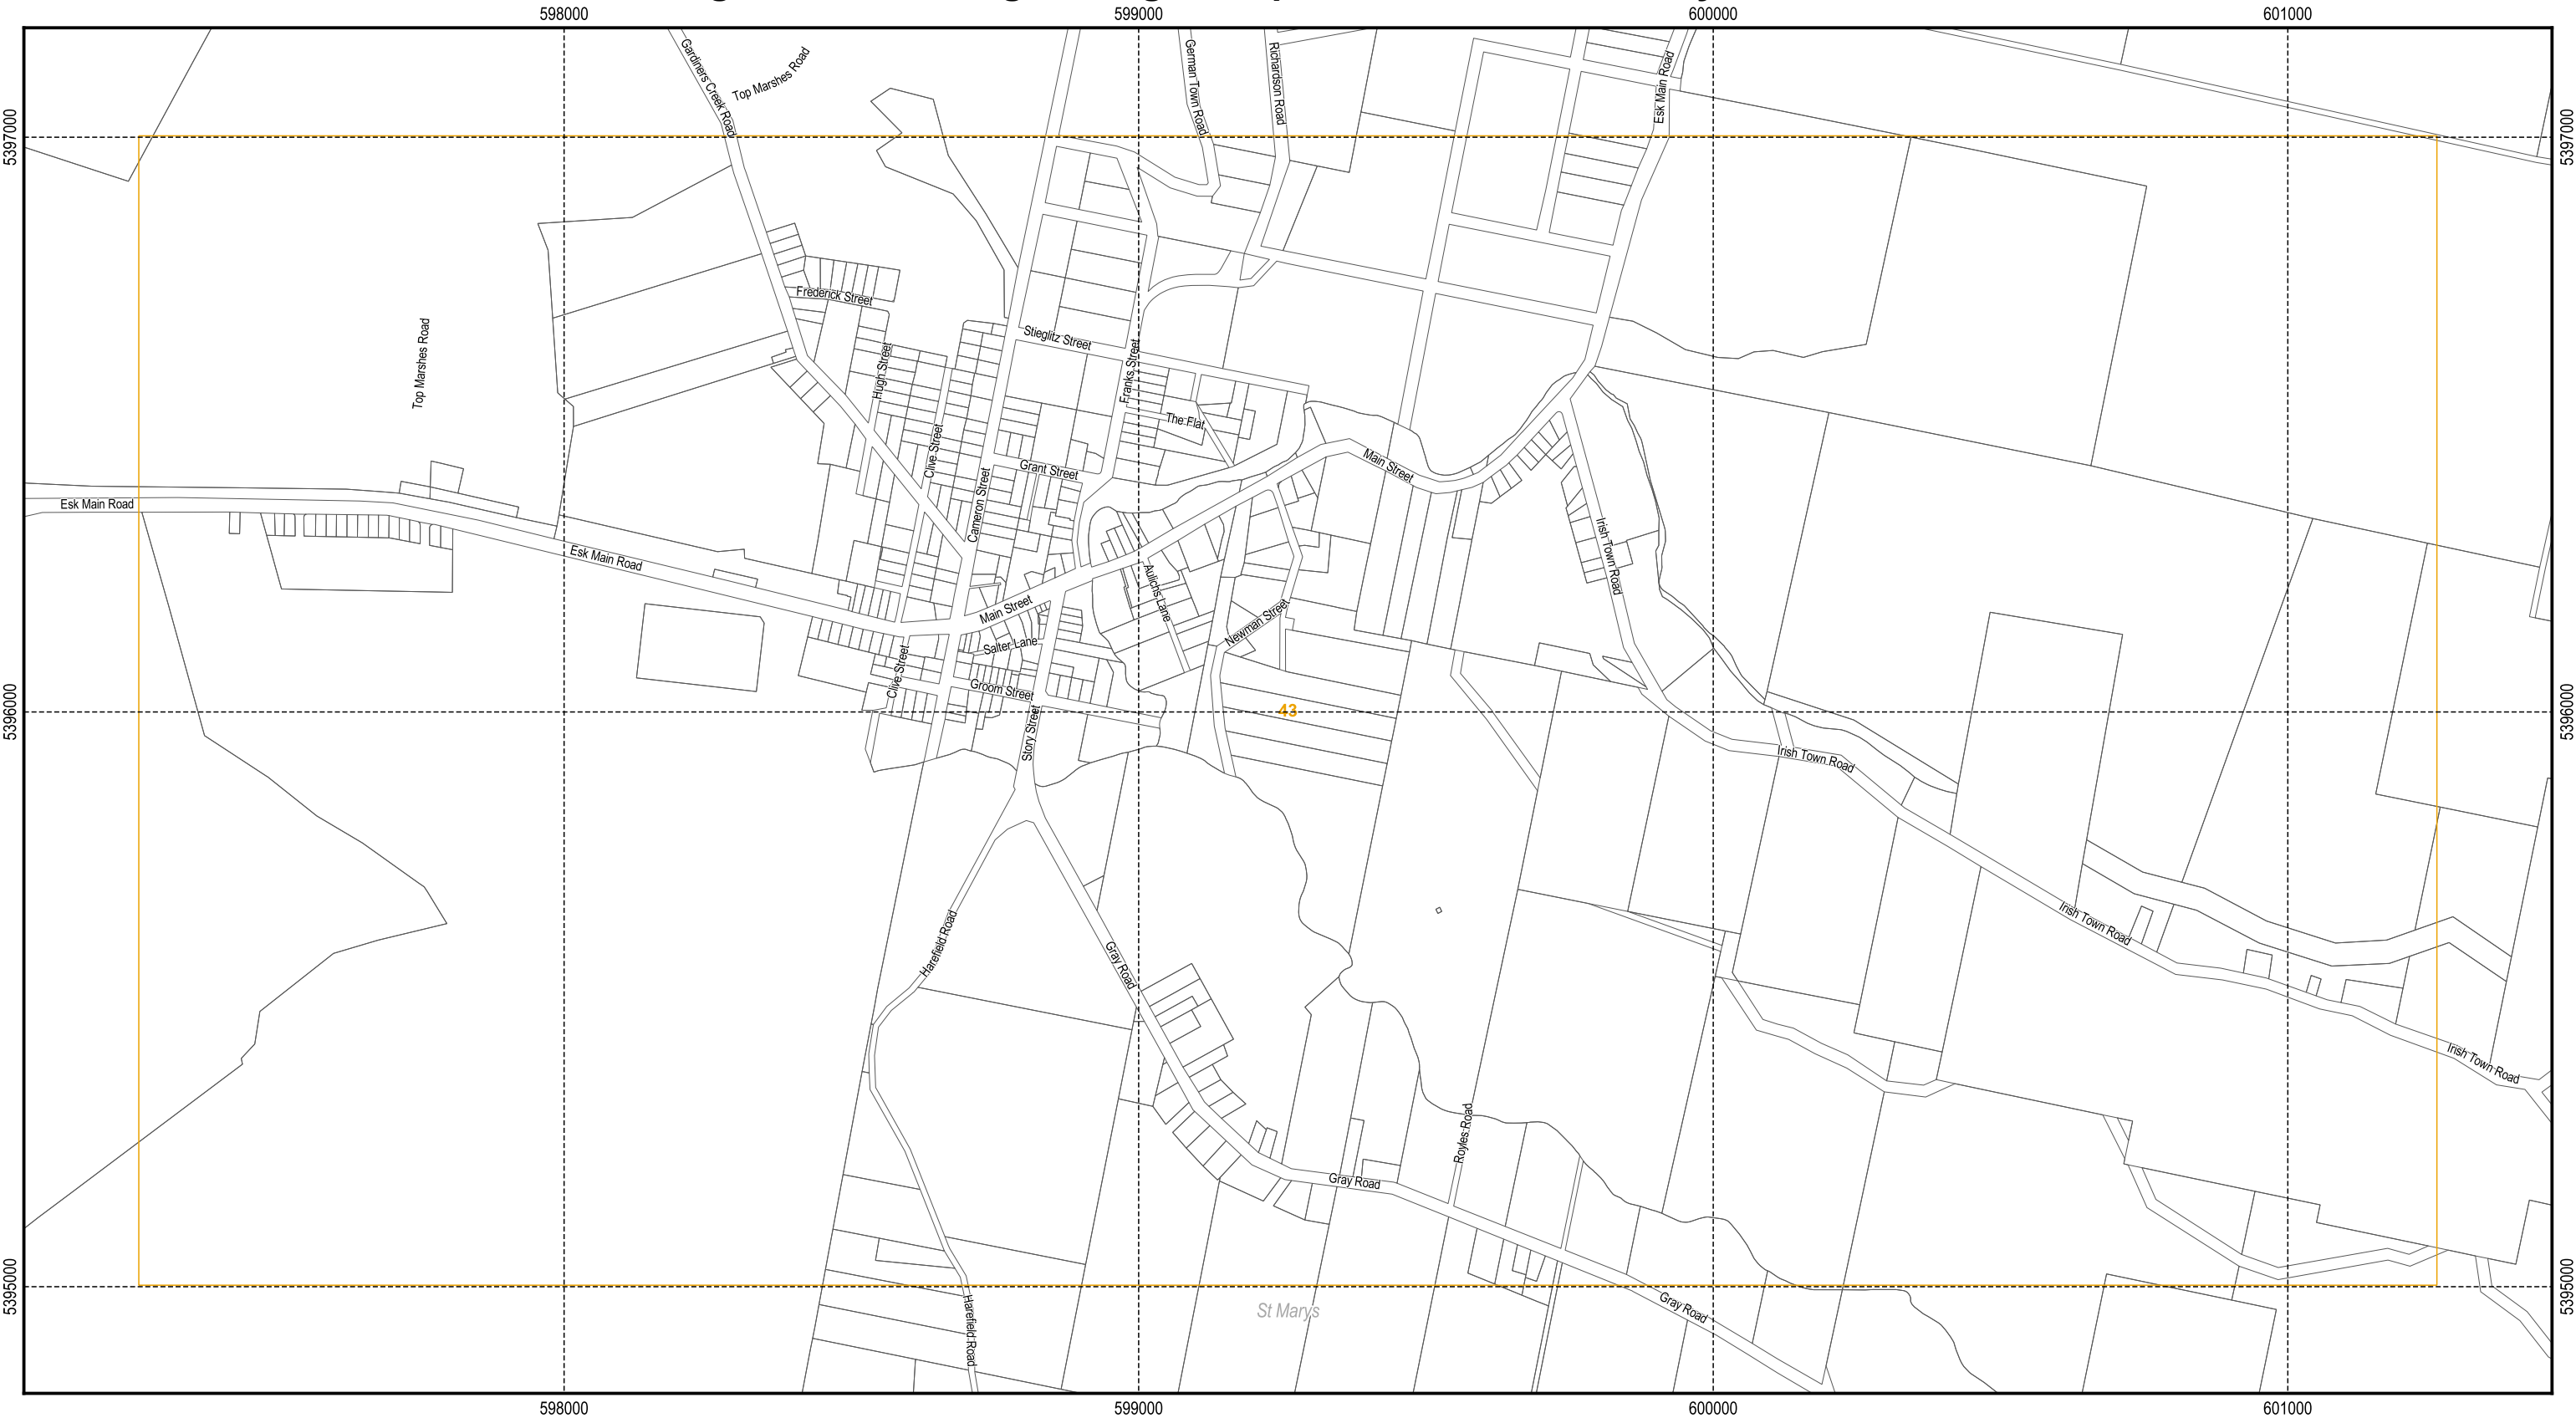 598000
599000
600000
601000
Gardiners Creek Road
Top Marshes Road
German Town Road
Richardson Road
Esk Main Road
5397000
5397000
Frederick Street
Stieglitz Street
Top Marshes Road
Hugh Street
Franks Street
The Flat
Clive Street
Grant Street
Main Street
Cameron Street
Esk Main Road
Esk Main Road
Irish Town Road
Aulichs Lane
Main Street
Newman Street
Salter Lane
Clive Street
Groom Street
5396000
43
5396000
Story Street
Irish Town Road
Harefield Road
Gray Road
Irish Town Road
Irish Town Road
Royles Road
Gray Road
5395000
5395000
St Marys
Harefield Road
Gray Road
598000
599000
600000
601000